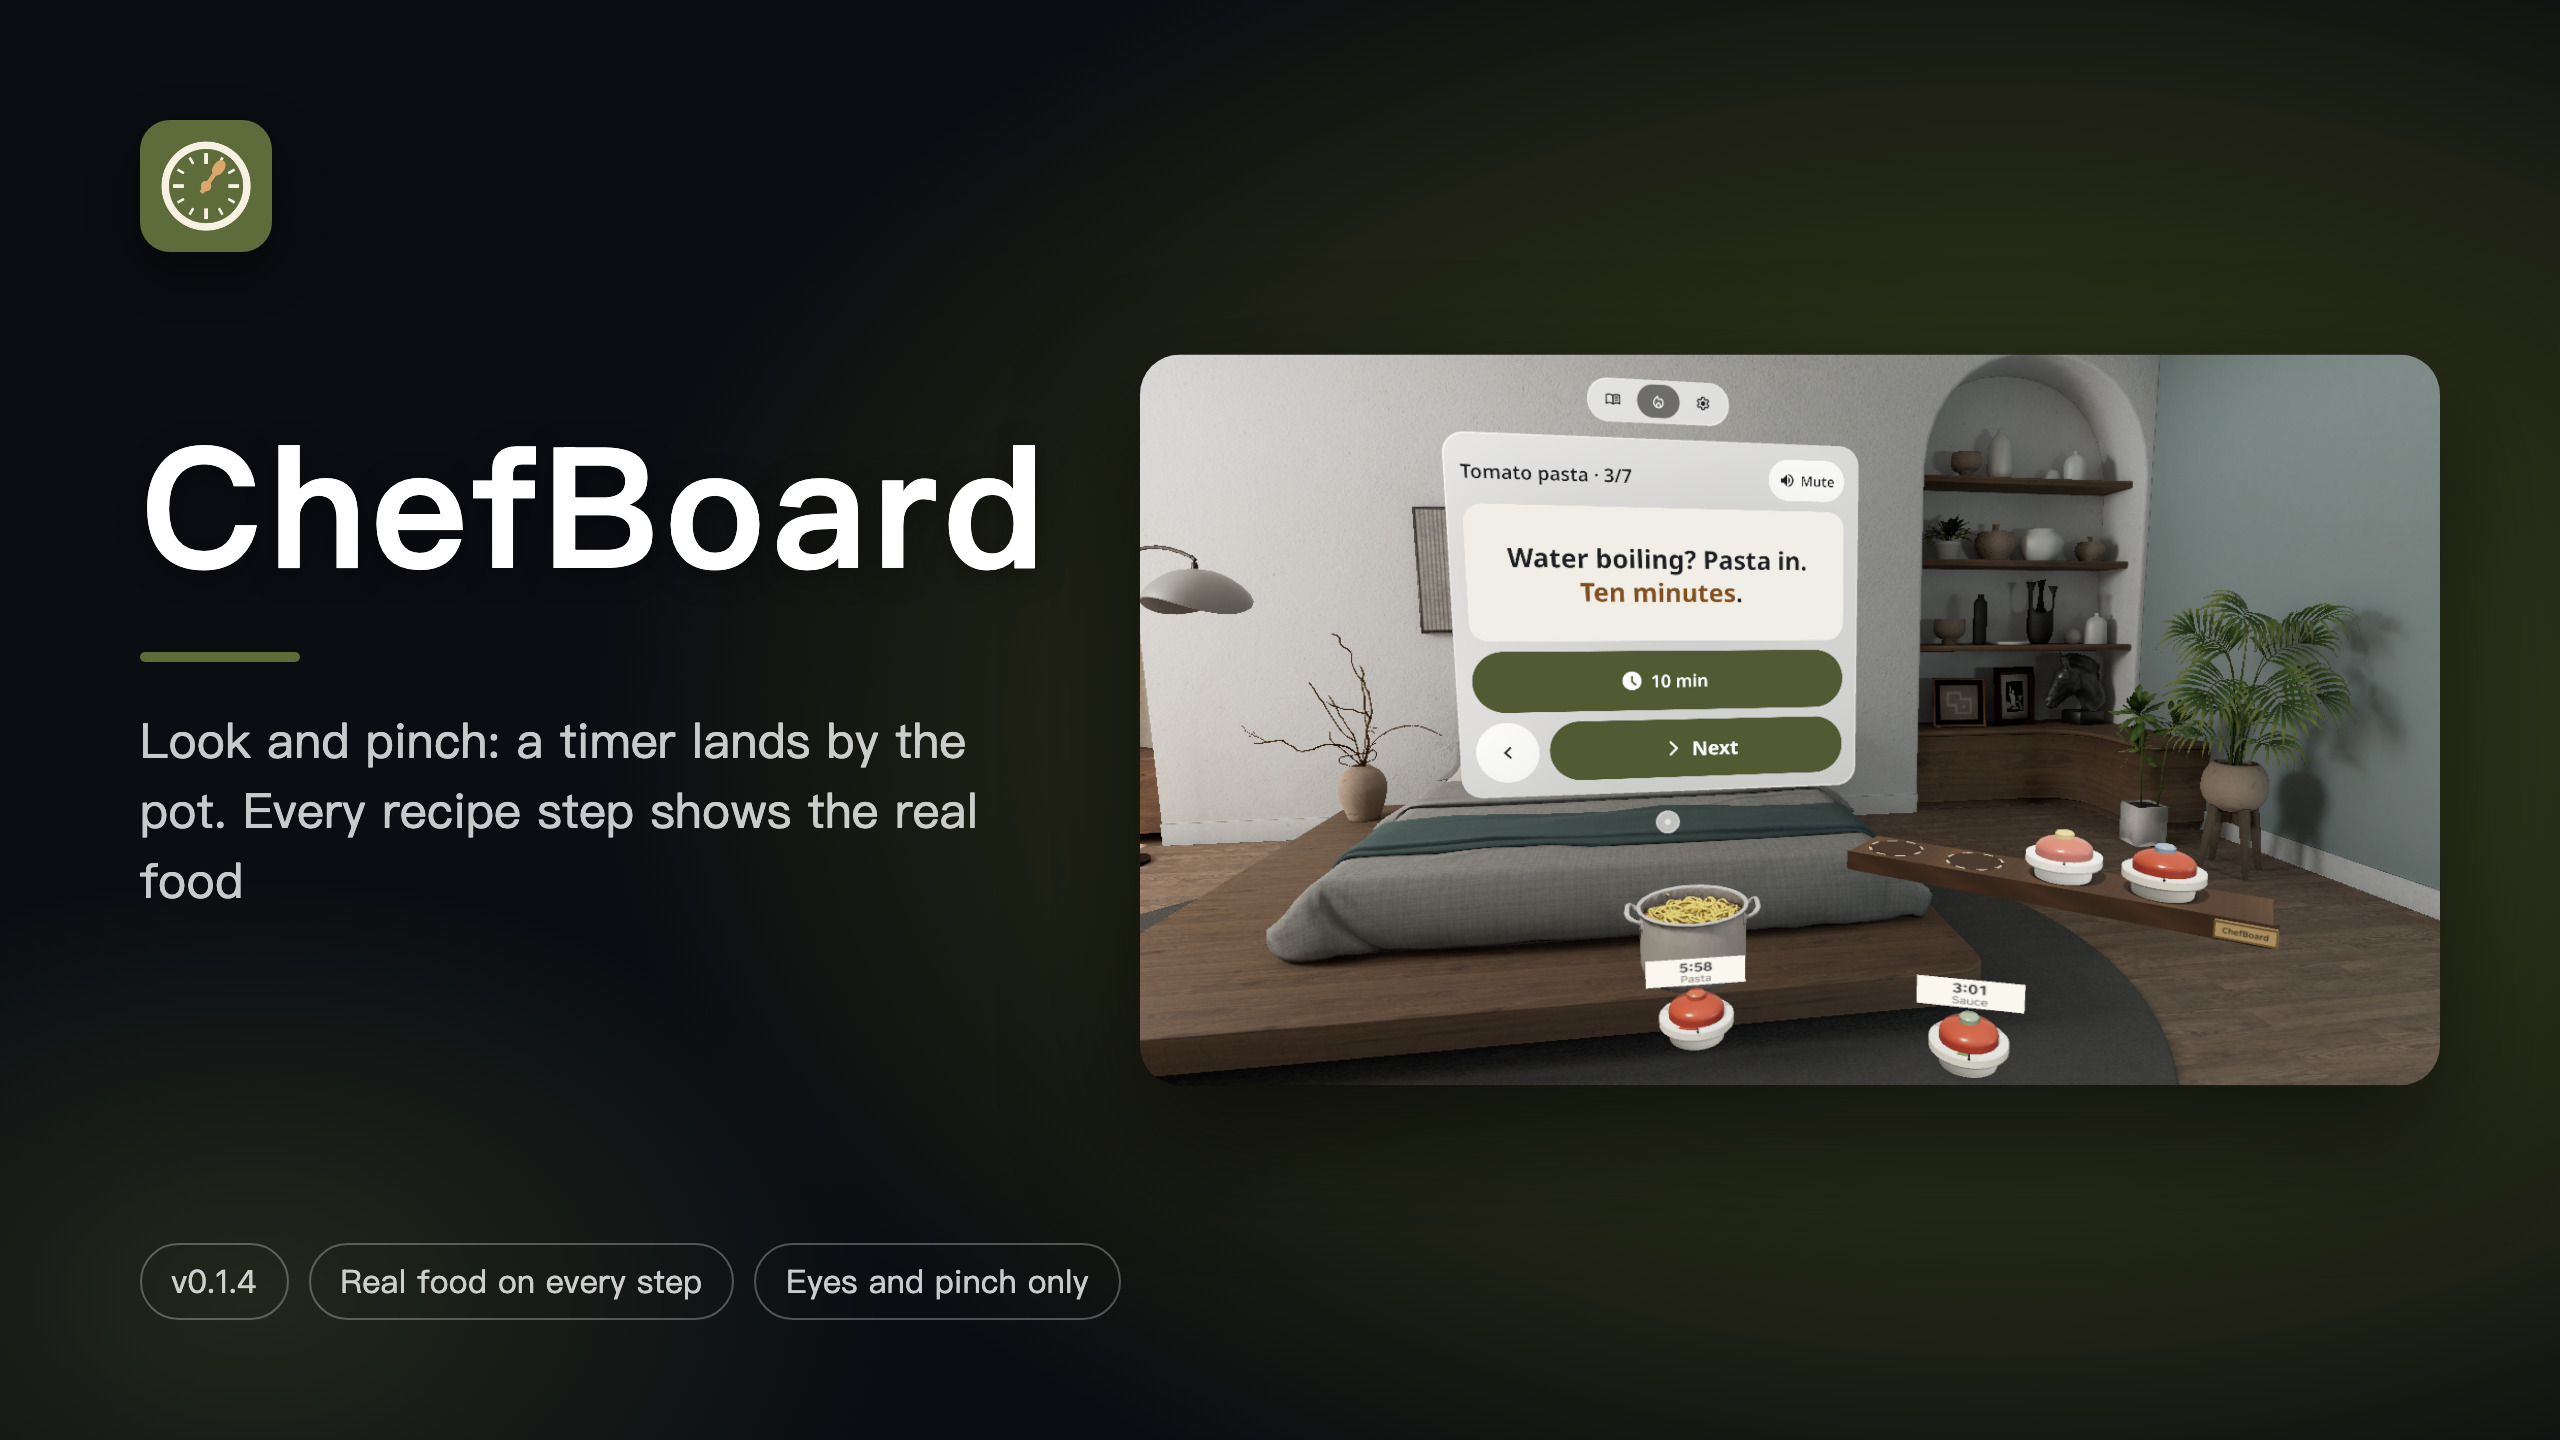 ChefBoard
Look and pinch: a timer lands by the
pot. Every recipe step shows the real
food
v0.1.4
Real food on every step
Eyes and pinch only
Tomato pasta · 3/7
Mute
Water boiling? Pasta in.
Ten minutes.
10 min
Next
5:58
Pasta
3:01
Sauce
ChefBoard